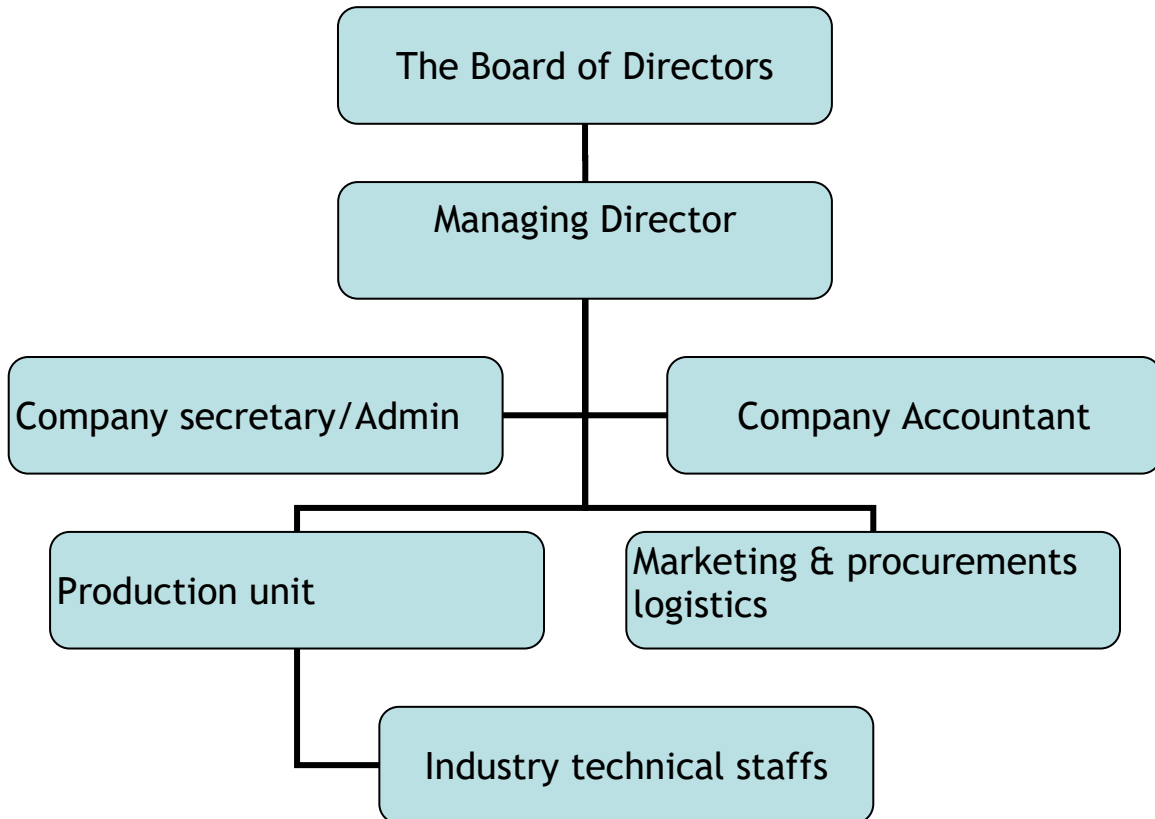 The Board of Directors
Managing Director
Company secretary/Admin
Company Accountant
Production unit
Marketing & procurements
logistics
Industry technical staffs